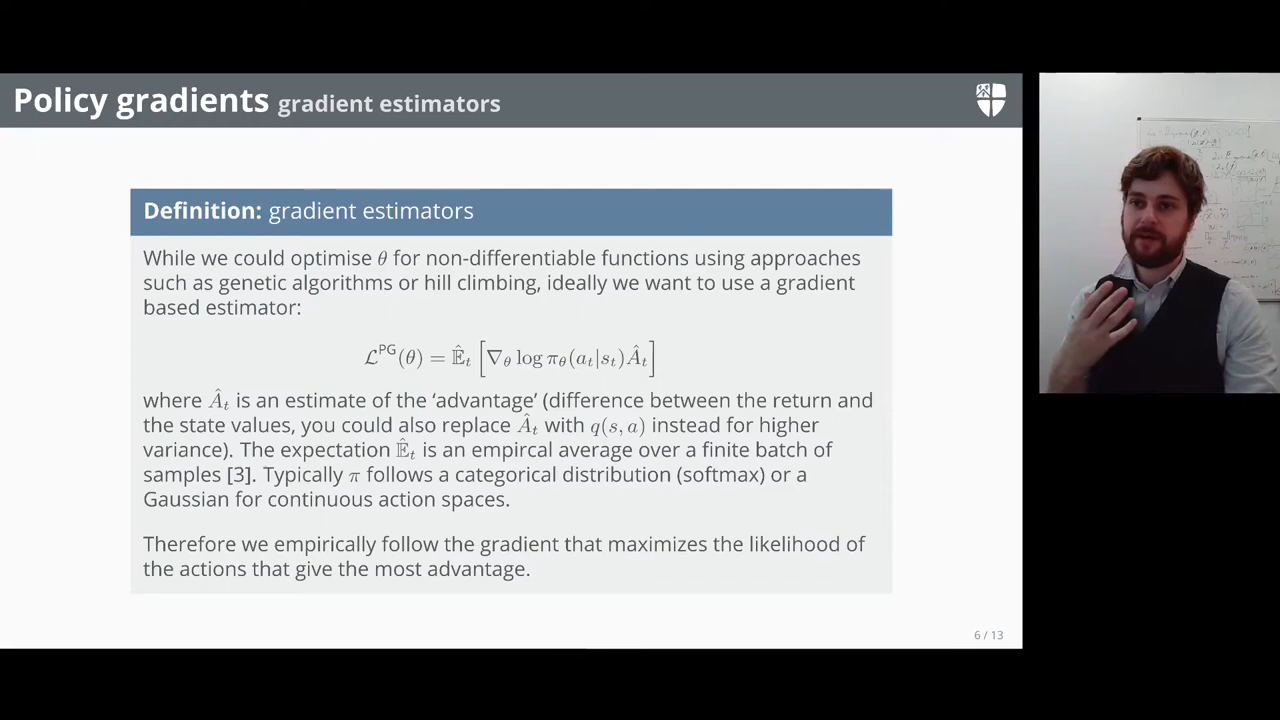 Policy gradients gradient estimators
Definition: gradient estimators
While we could optimise θ for non-differentiable functions using approaches
such as genetic algorithms or hill climbing, ideally we want to use a gradient
based estimator:
ℒ^PG(θ) = 𝔼̂_t [∇_θ log π_θ(a_t|s_t)Â_t]
where Â_t is an estimate of the ‘advantage’ (difference between the return and
the state values, you could also replace Â_t with q(s, a) instead for higher
variance). The expectation 𝔼̂_t is an empircal average over a finite batch of
samples [3]. Typically π follows a categorical distribution (softmax) or a
Gaussian for continuous action spaces.
Therefore we empirically follow the gradient that maximizes the likelihood of
the actions that give the most advantage.
6 / 13